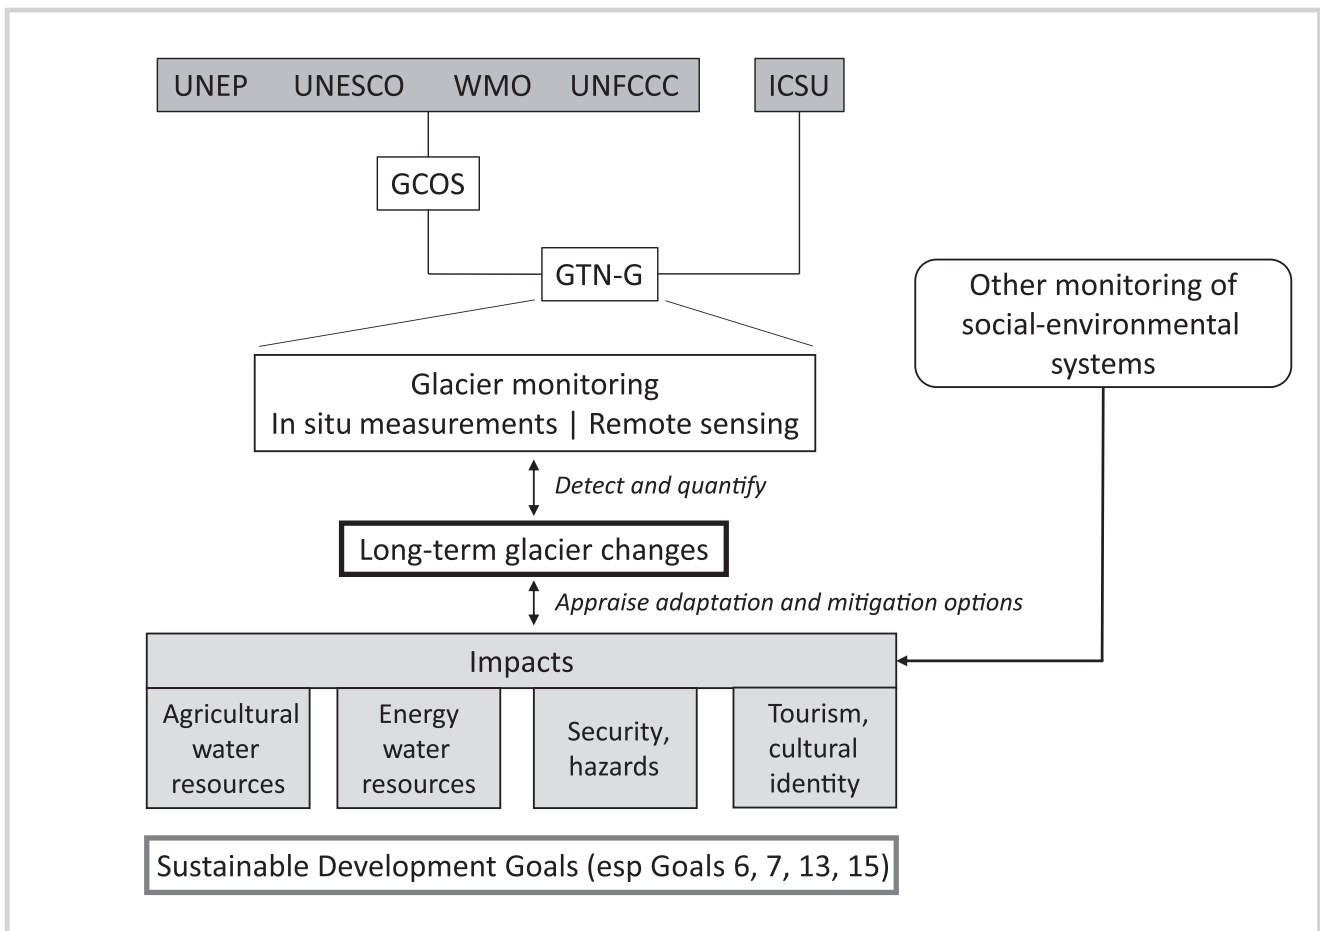 UNEP UNESCO WMO UNFCCC
ICSU
GCOS
GTN-G
Other monitoring of
social-environmental
systems
Glacier monitoring
In situ measurements | Remote sensing
Detect and quantify
Long-term glacier changes
Appraise adaptation and mitigation options
Impacts
Agricultural
water
resources
Energy
water
resources
Security,
hazards
Tourism,
cultural
identity
Sustainable Development Goals (esp Goals 6, 7, 13, 15)